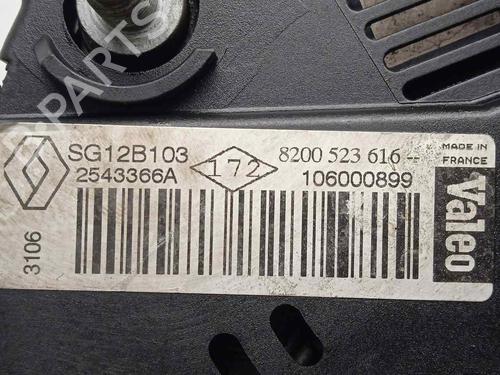 SG12B103
172
8200 523 616 --
MADE IN
FRANCE
2543366A
106000899
3106
Valeo
B-PARTS